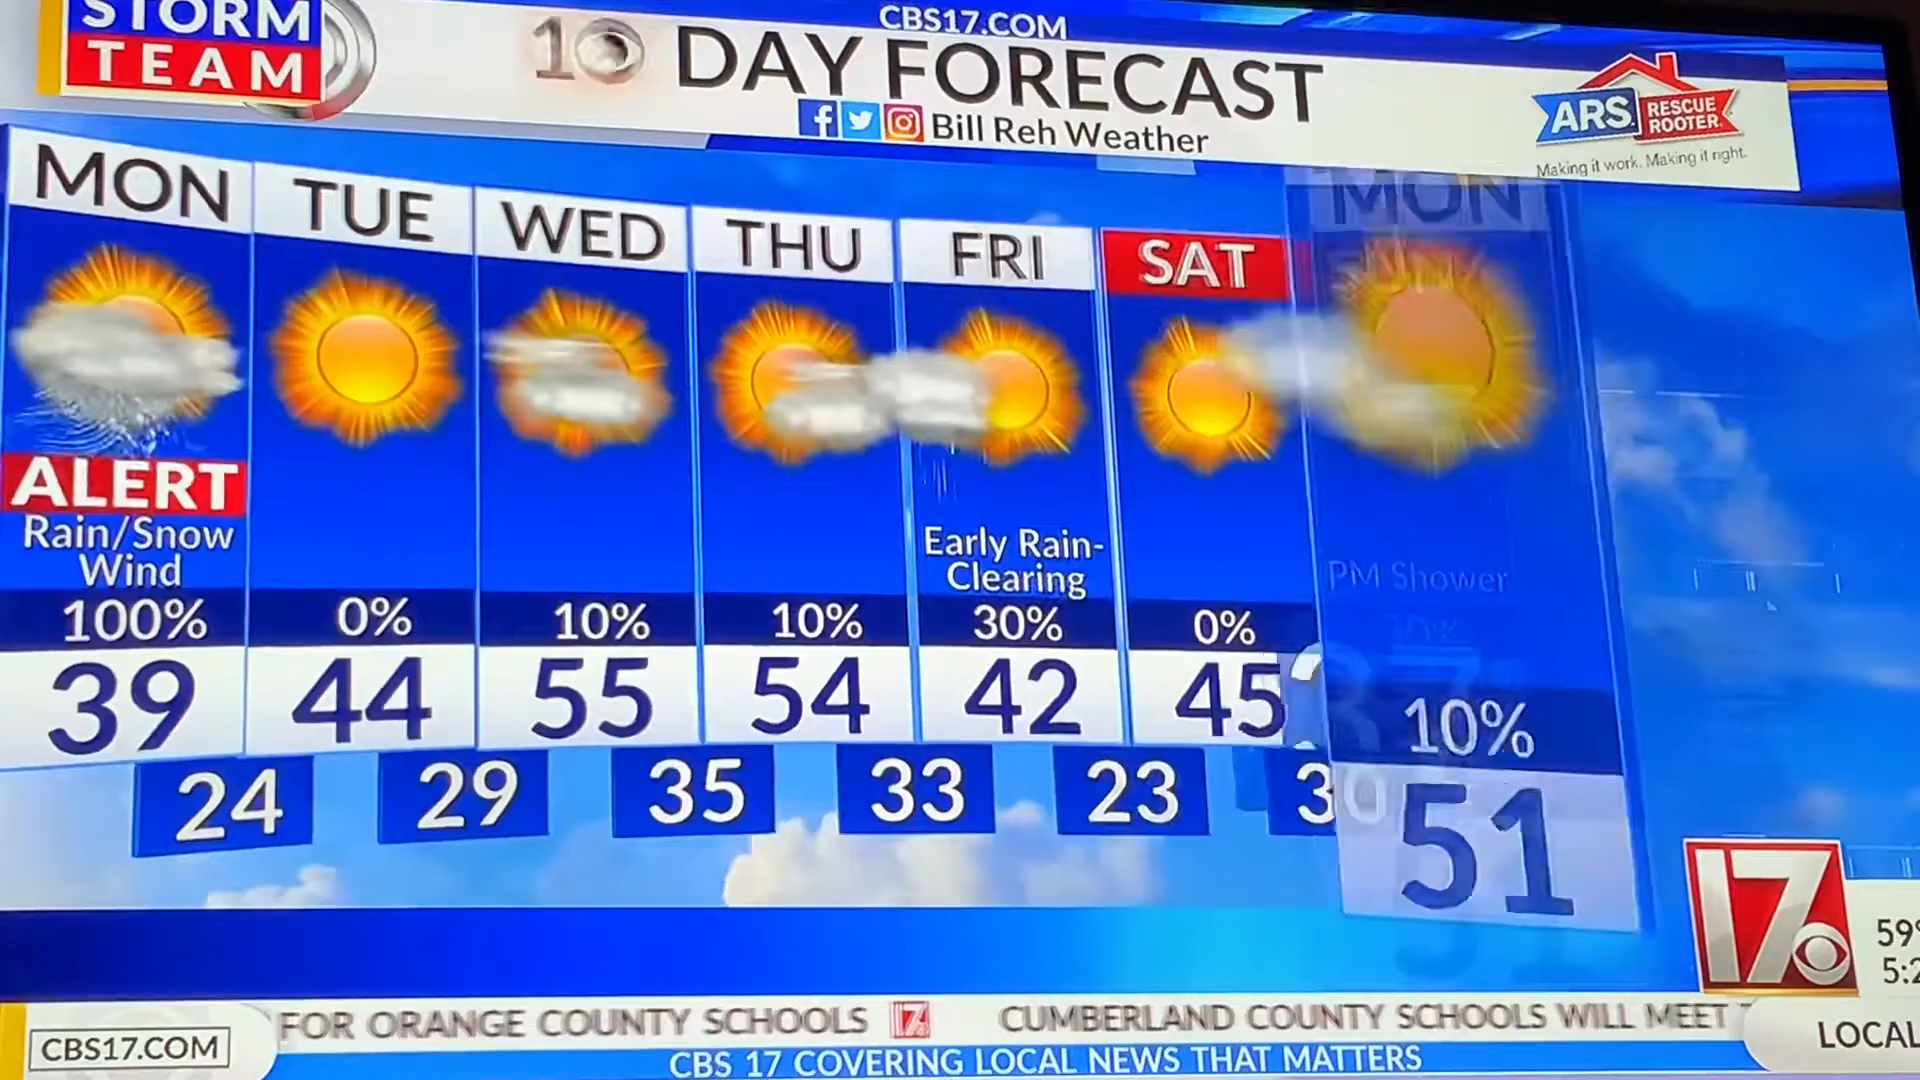 STORM
TEAM
CBS17.COM
10 DAY FORECAST
Bill Reh Weather
ARS
RESCUE
ROOTER
Making it work. Making it right.
MON
TUE
WED
THU
FRI
SAT
MON
ALERT
Rain/Snow
Wind
Early Rain-
Clearing
PM Shower
100%
0%
10%
10%
30%
0%
10%
39
44
55
54
42
45
51
24
29
35
33
23
17
59°
CBS17.COM
FOR ORANGE COUNTY SCHOOLS
17
CUMBERLAND COUNTY SCHOOLS WILL MEET
LOCAL
CBS 17 COVERING LOCAL NEWS THAT MATTERS